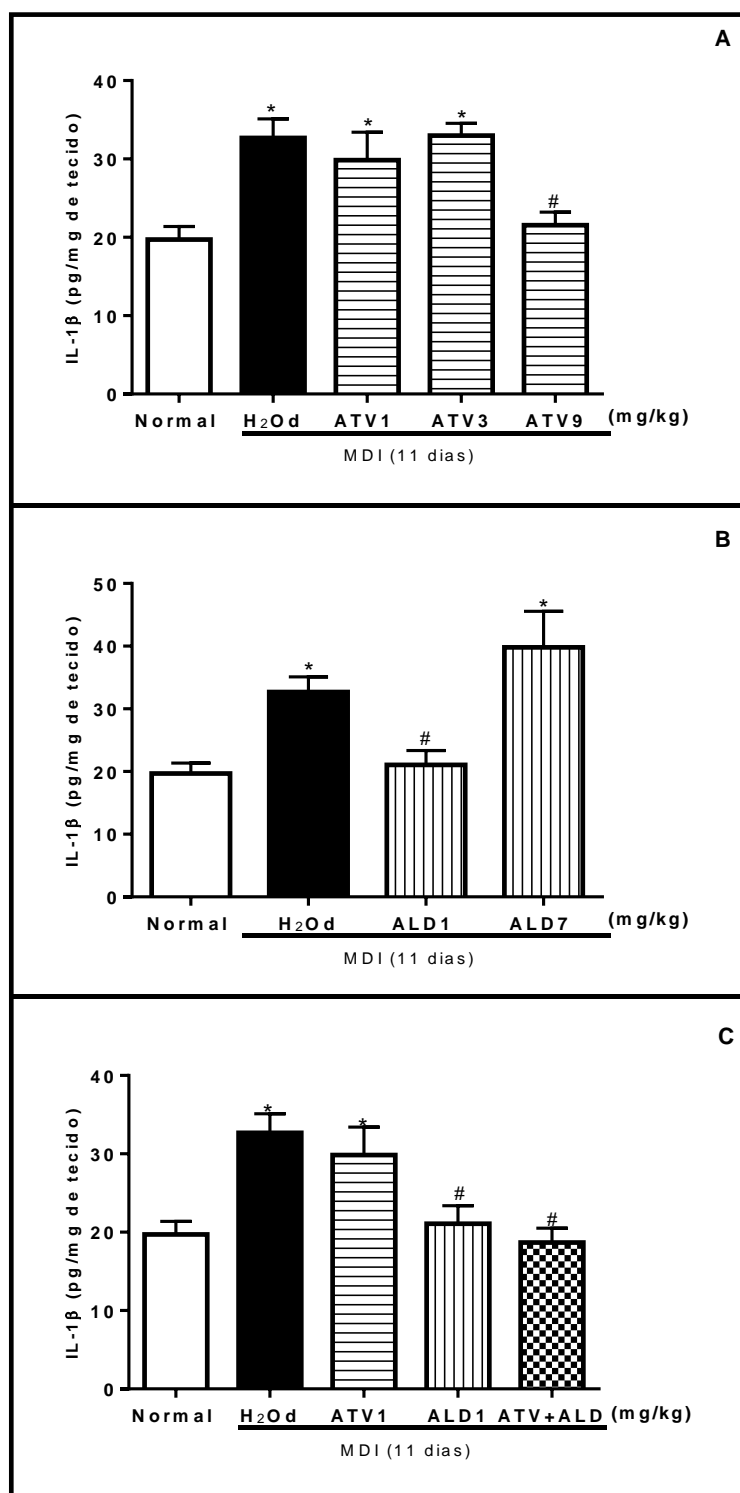 A
IL-1β (pg/mg de tecido)
40
30
20
10
0
* * * #
Normal H₂Od ATV1 ATV3 ATV9 (mg/kg)
MDI (11 dias)
B
IL-1β (pg/mg de tecido)
50
40
30
20
10
0
* # *
Normal H₂Od ALD1 ALD7 (mg/kg)
MDI (11 dias)
C
IL-1β (pg/mg de tecido)
40
30
20
10
0
* * # #
Normal H₂Od ATV1 ALD1 ATV+ALD (mg/kg)
MDI (11 dias)